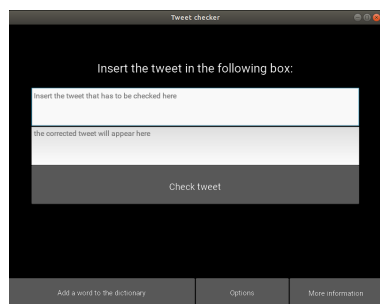 Tweet checker
Insert the tweet in the following box:
Insert the tweet that has to be checked here
the corrected tweet will appear here
Check tweet
Add a word to the dictionary
Options
More information